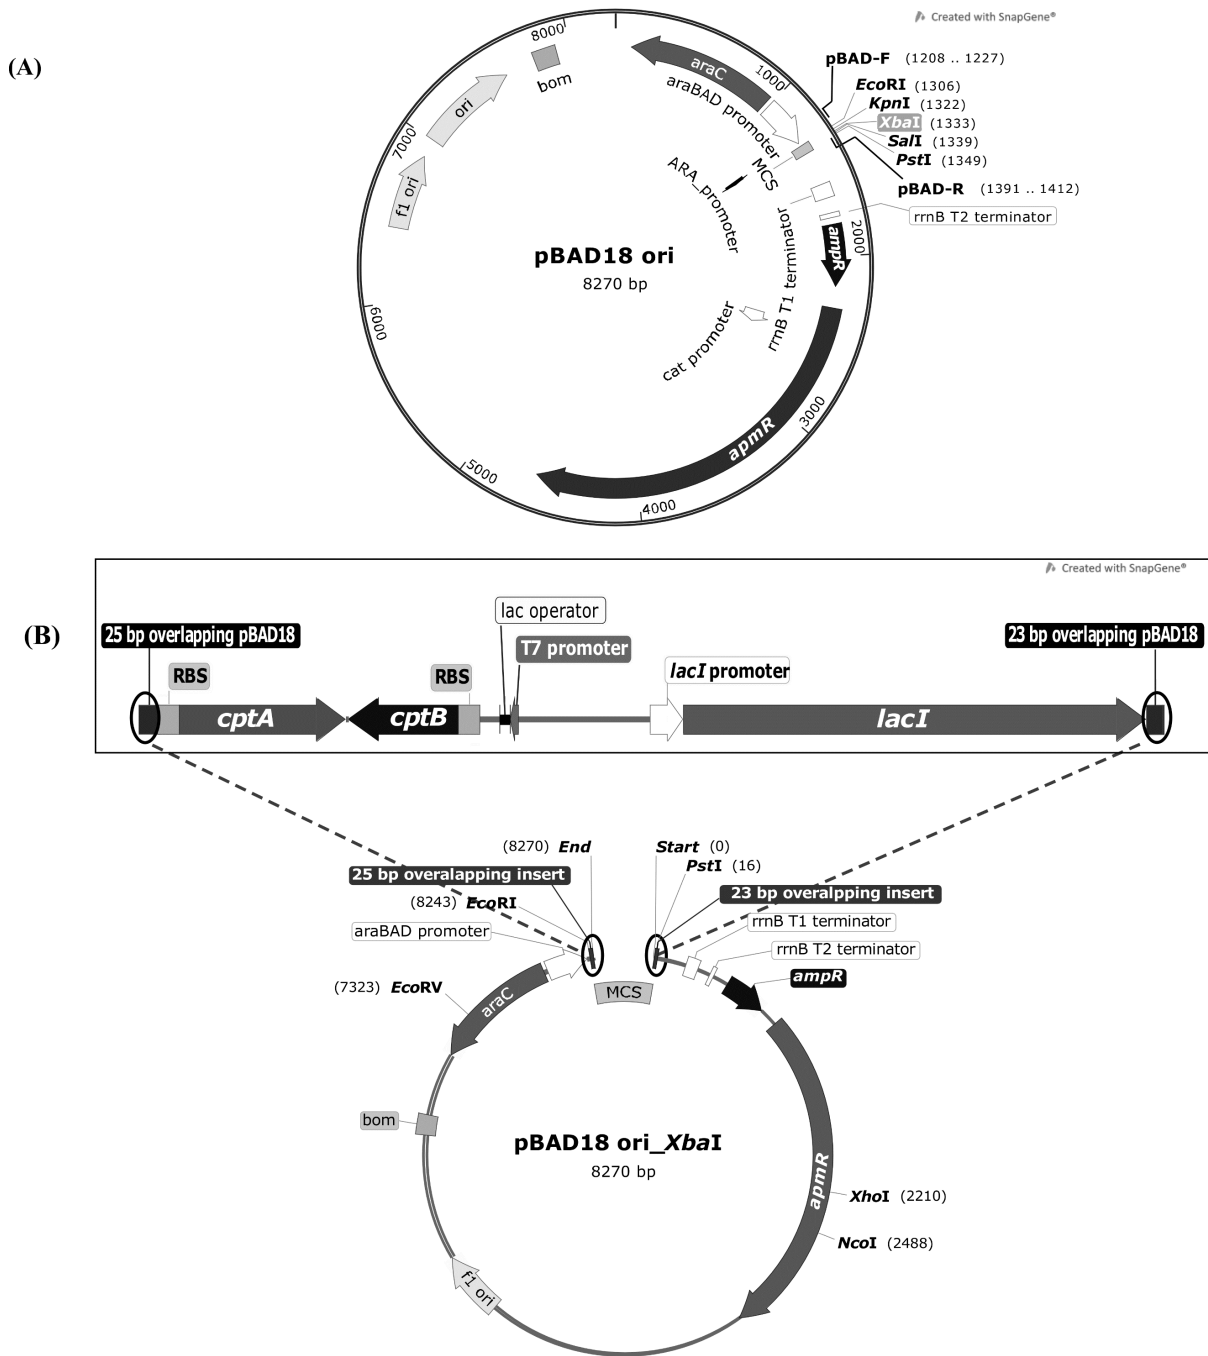 Created with SnapGene®
(A)
8000
bom
ori
7000
f1 ori
6000
5000
4000
3000
2000
1000
araC
araBAD promoter
MCS
ARA_promoter
rrnB T1 terminator
cat promoter
ampR
apmR
pBAD-F (1208 .. 1227)
EcoRI (1306)
KpnI (1322)
XbaI (1333)
SalI (1339)
PstI (1349)
pBAD-R (1391 .. 1412)
rrnB T2 terminator
pBAD18 ori
8270 bp
Created with SnapGene®
(B)
lac operator
25 bp overlapping pBAD18
T7 promoter
23 bp overlapping pBAD18
RBS
RBS
lacI promoter
cptA
cptB
lacI
(8270) End
Start (0)
PstI (16)
25 bp overalapping insert
23 bp overalpping insert
(8243) EcoRI
rrnB T1 terminator
araBAD promoter
rrnB T2 terminator
ampR
(7323) EcoRV
araC
MCS
bom
pBAD18 ori_XbaI
8270 bp
apmR
XhoI (2210)
NcoI (2488)
f1 ori